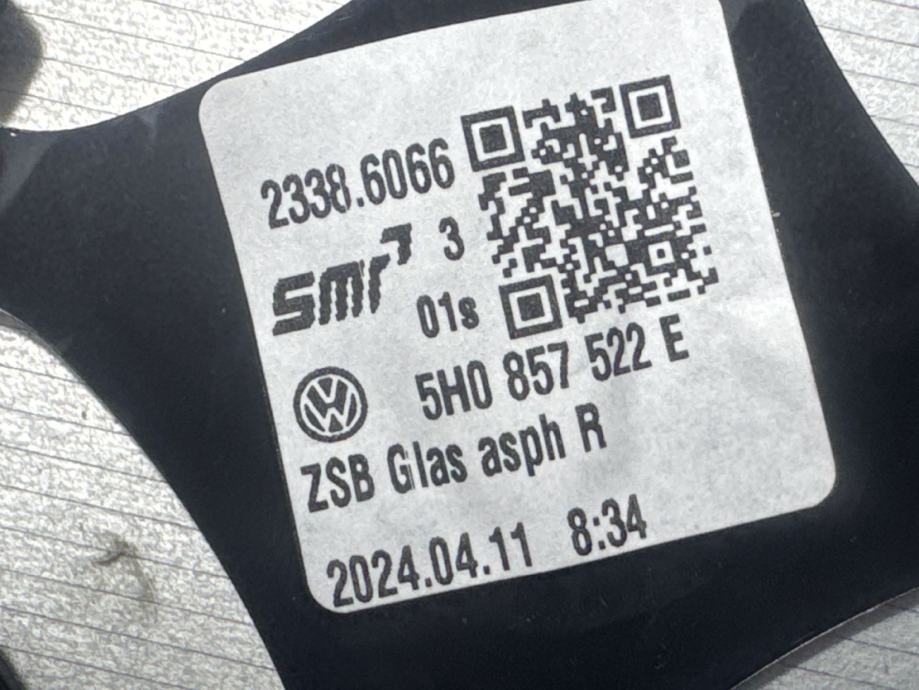 2338.6066
smr 3
01s
5H0 857 522 E
ZSB Glas asph R
2024.04.11 8:34